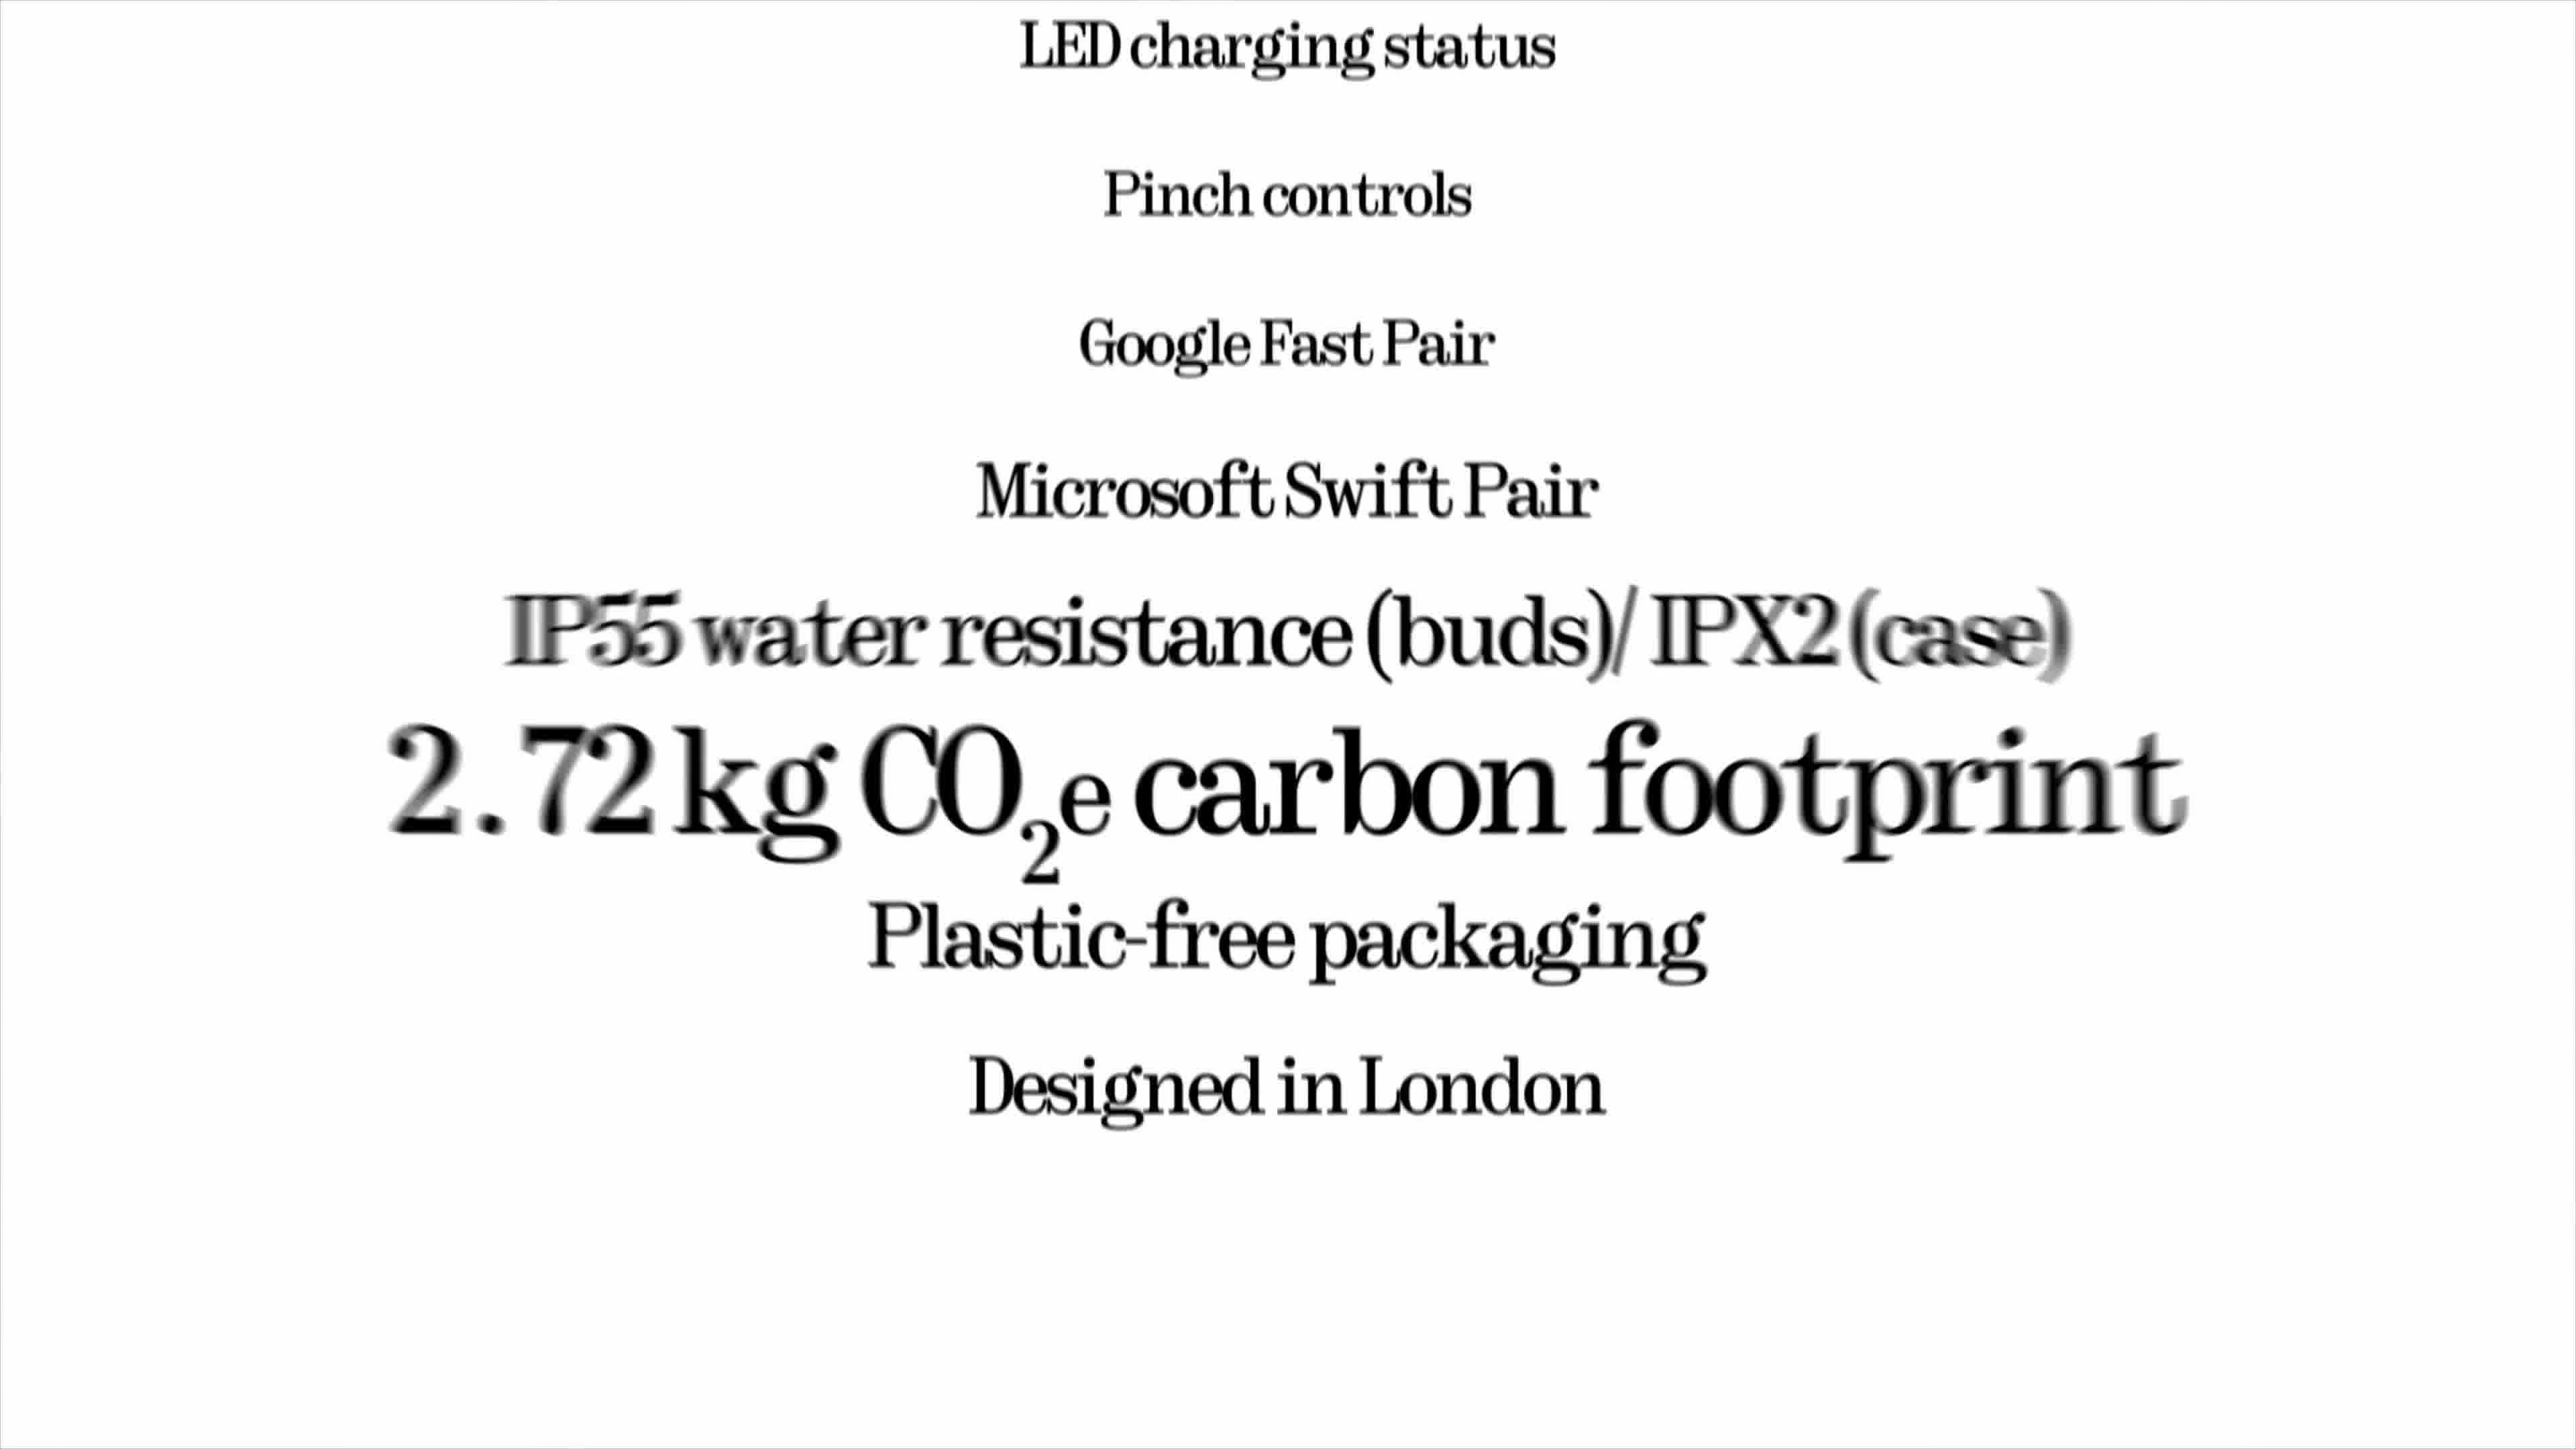 LED charging status
Pinch controls
Google Fast Pair
Microsoft Swift Pair
IP55 water resistance (buds)/ IPX2 (case)
2.72 kg CO₂e carbon footprint
Plastic-free packaging
Designed in London